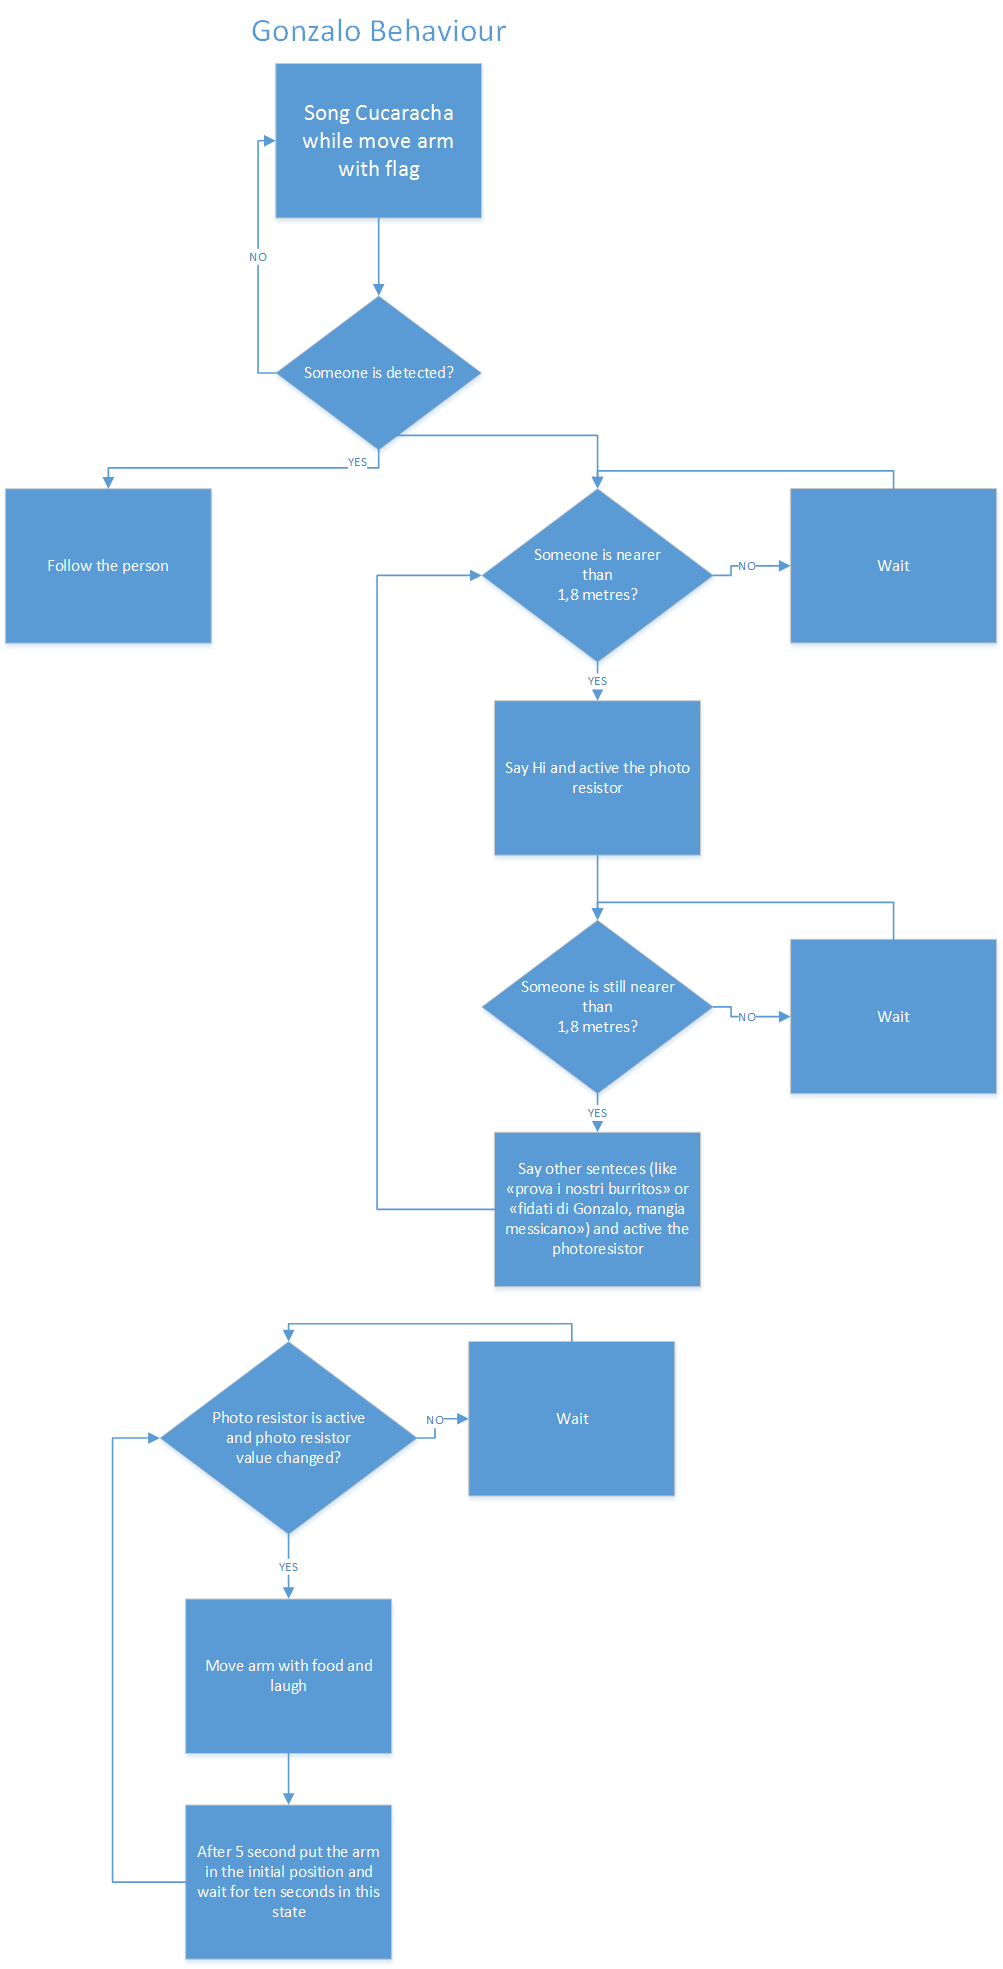 Gonzalo Behaviour
Song Cucaracha
while move arm
with flag
NO
Someone is detected?
YES
Follow the person
Someone is nearer
than
1,8 metres?
NO
Wait
YES
Say Hi and active the photo
resistor
Someone is still nearer
than
1,8 metres?
NO
Wait
YES
Say other senteces (like
«prova i nostri burritos» or
«fidati di Gonzalo, mangia
messicano») and active the
photoresistor
Photo resistor is active
and photo resistor
value changed?
NO
Wait
YES
Move arm with food and
laugh
After 5 second put the arm
in the initial position and
wait for ten seconds in this
state